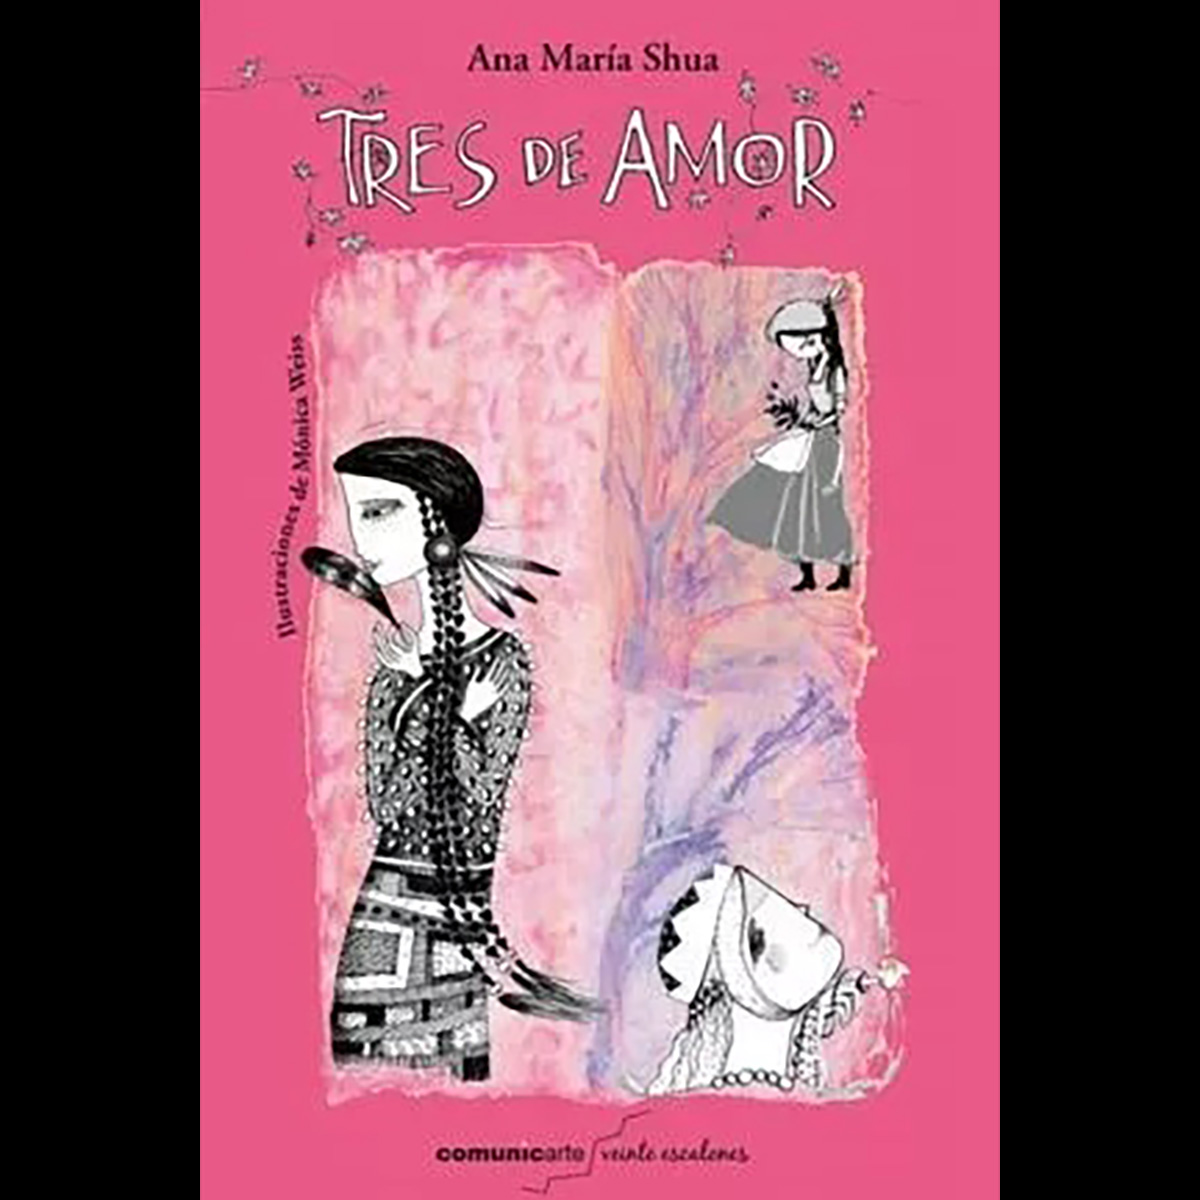 Ana María Shua
TRES DE AMOR
Ilustraciones de Mónica Weiss
comunicarte / veinte escalones